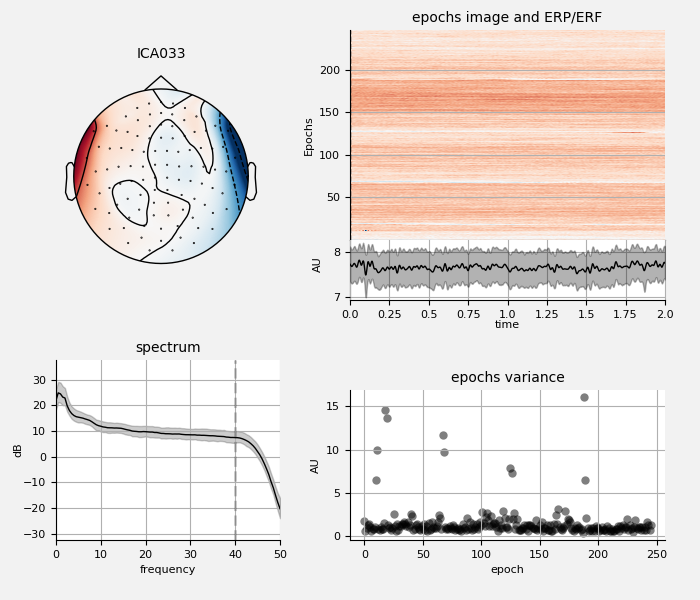 ICA033
epochs image and ERP/ERF
Epochs
200
150
100
50
AU
8
7
0.0 0.25 0.5 0.75 1.0 1.25 1.5 1.75 2.0
time
spectrum
dB
30
20
10
0
−10
−20
−30
0 10 20 30 40 50
frequency
epochs variance
AU
15
10
5
0
0 50 100 150 200 250
epoch